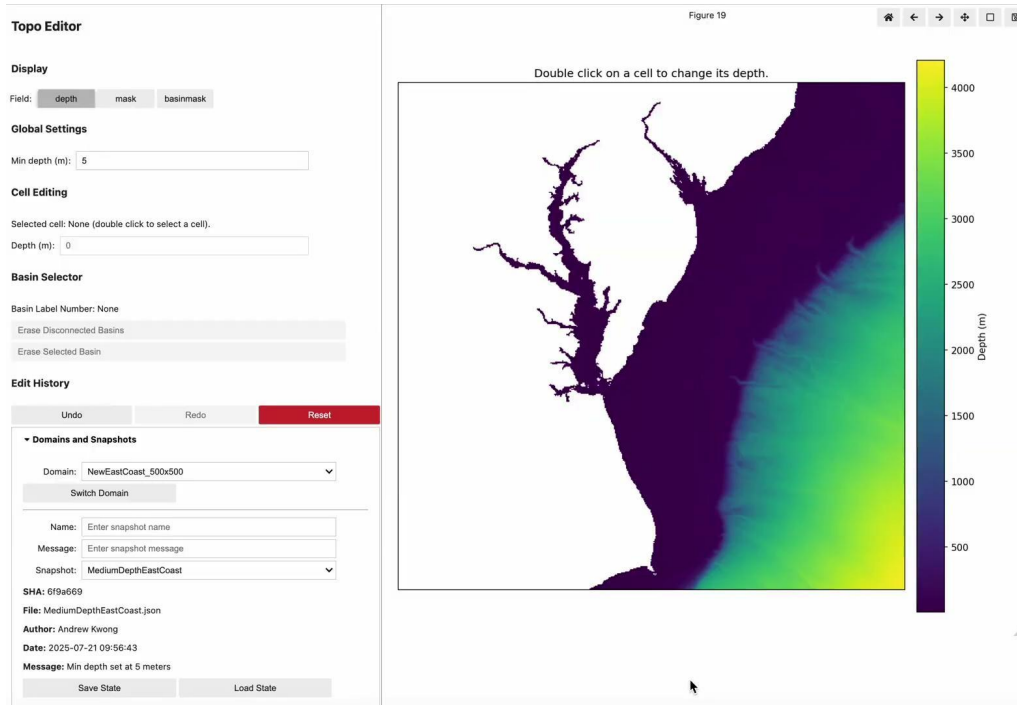 Topo Editor
Display
Field: depth mask basinmask
Global Settings
Min depth (m): 5
Cell Editing
Selected cell: None (double click to select a cell).
Depth (m): 0
Basin Selector
Basin Label Number: None
Erase Disconnected Basins
Erase Selected Basin
Edit History
Undo Redo Reset
Domains and Snapshots
Domain: NewEastCoast_500x500
Switch Domain
Name: Enter snapshot name
Message: Enter snapshot message
Snapshot: MediumDepthEastCoast
SHA: 6f9a669
File: MediumDepthEastCoast.json
Author: Andrew Kwong
Date: 2025-07-21 09:56:43
Message: Min depth set at 5 meters
Save State Load State
Figure 19
Double click on a cell to change its depth.
4000
3500
3000
2500
2000
1500
1000
500
Depth (m)